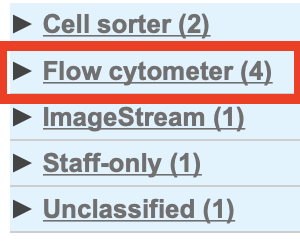 Cell sorter (2)
Flow cytometer (4)
ImageStream (1)
Staff-only (1)
Unclassified (1)